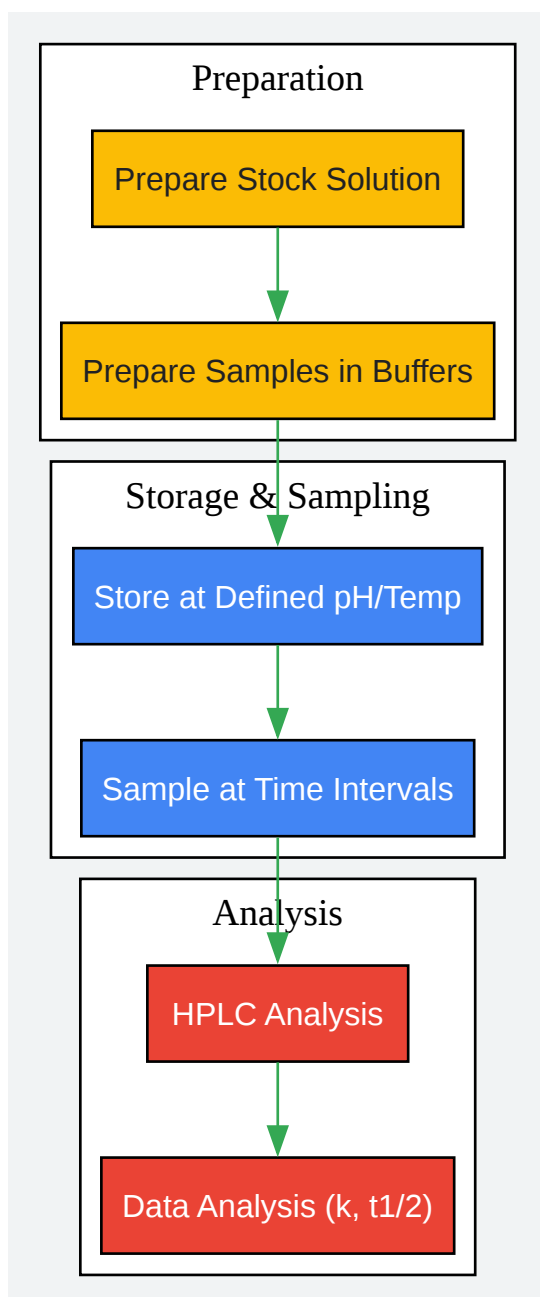 Preparation
Prepare Stock Solution
Prepare Samples in Buffers
Storage & Sampling
Store at Defined pH/Temp
Sample at Time Intervals
Analysis
HPLC Analysis
Data Analysis (k, t1/2)